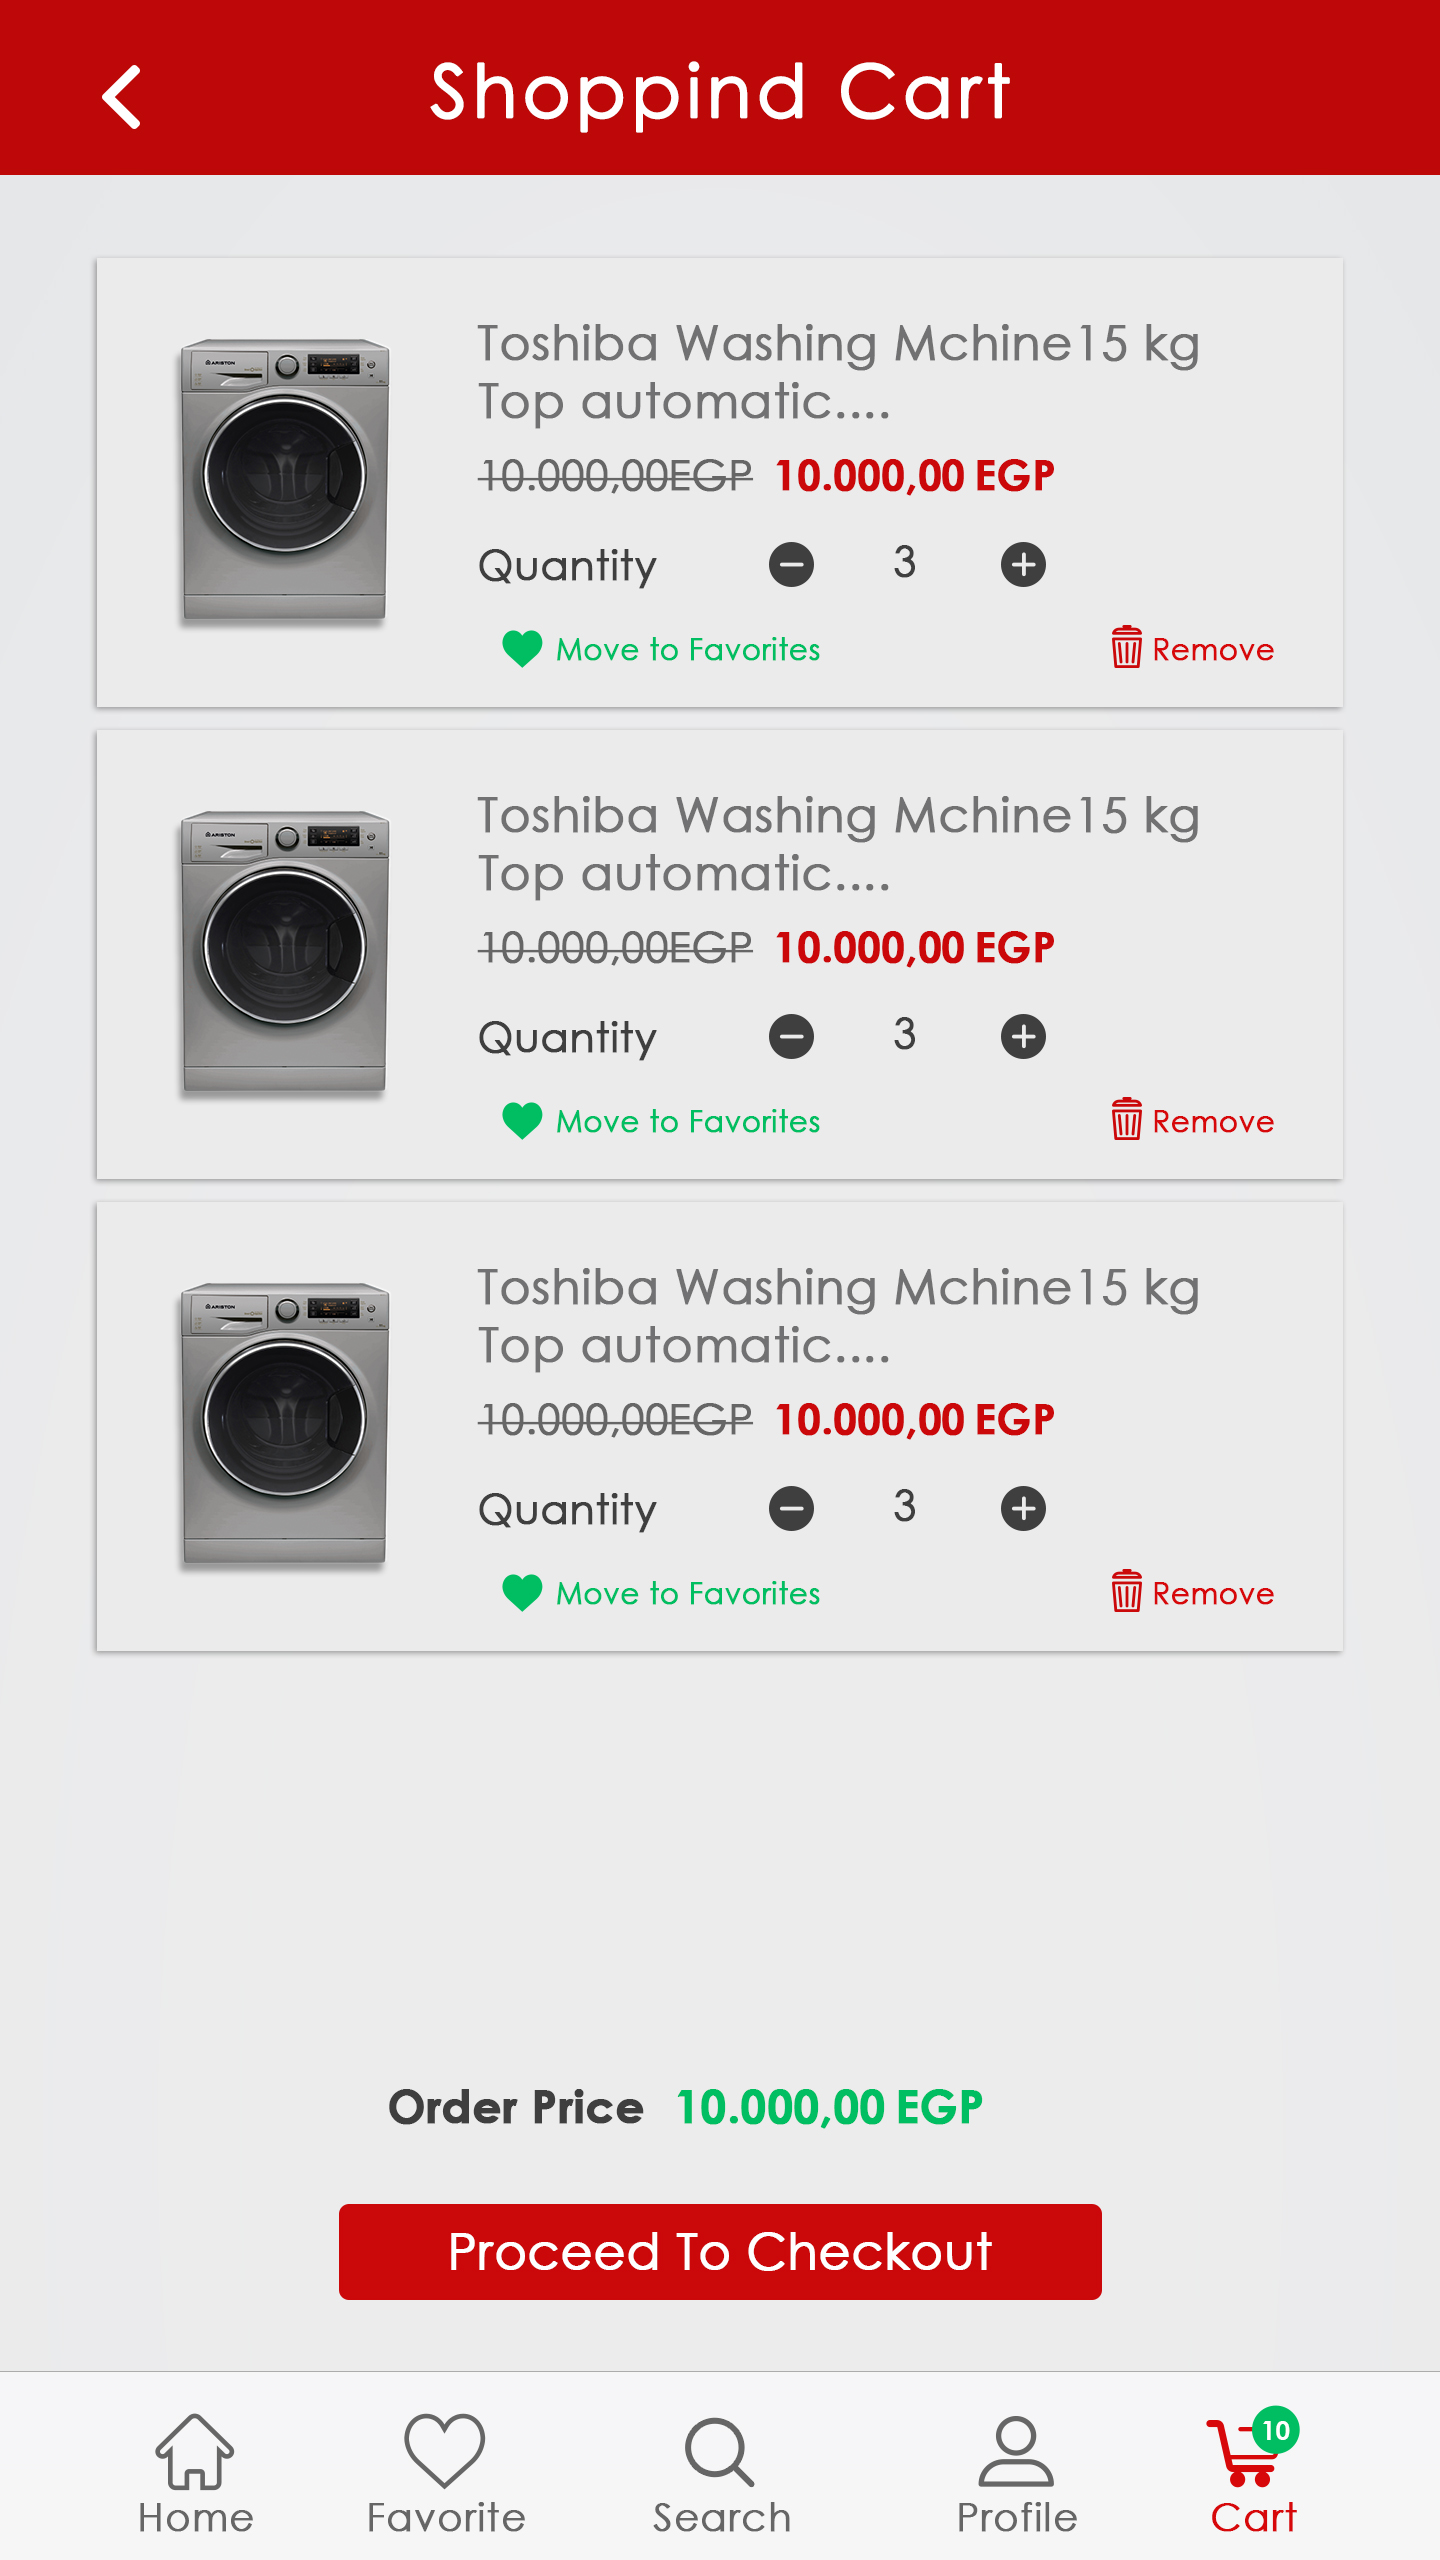 Shoppind Cart
ARISTON
Toshiba Washing Mchine15 kg
Top automatic....
10.000,00EGP 10.000,00 EGP
Quantity 3
Move to Favorites Remove
ARISTON
Toshiba Washing Mchine15 kg
Top automatic....
10.000,00EGP 10.000,00 EGP
Quantity 3
Move to Favorites Remove
ARISTON
Toshiba Washing Mchine15 kg
Top automatic....
10.000,00EGP 10.000,00 EGP
Quantity 3
Move to Favorites Remove
Order Price 10.000,00 EGP
Proceed To Checkout
10
Home Favorite Search Profile Cart